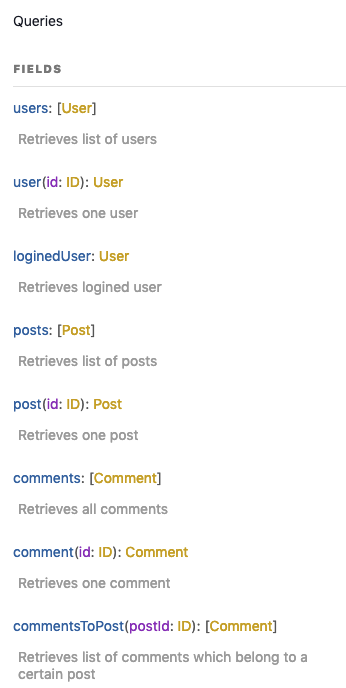 Queries
FIELDS
users: [User]
Retrieves list of users
user(id: ID): User
Retrieves one user
loginedUser: User
Retrieves logined user
posts: [Post]
Retrieves list of posts
post(id: ID): Post
Retrieves one post
comments: [Comment]
Retrieves all comments
comment(id: ID): Comment
Retrieves one comment
commentsToPost(postId: ID): [Comment]
Retrieves list of comments which belong to a
certain post